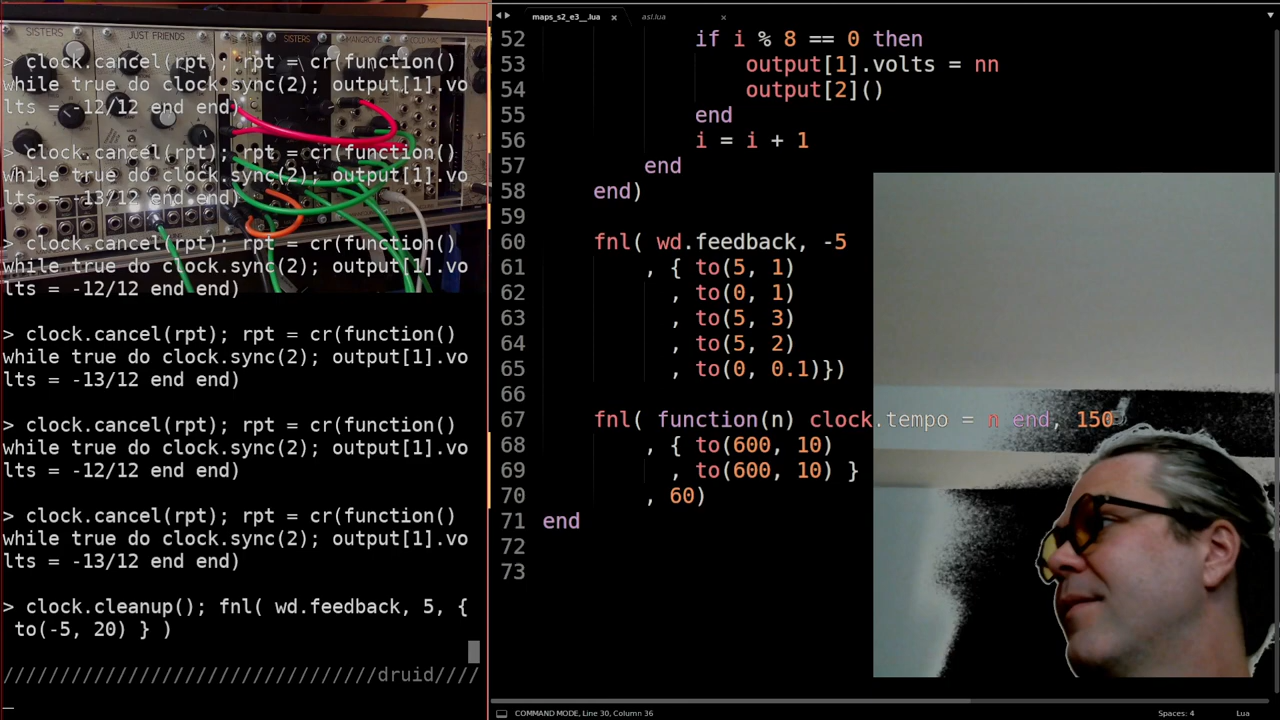 SISTERS
JUST FRIENDS
SISTERS
MANGROVE
COLD MAC
> clock.cancel(rpt); rpt = cr(function()
while true do clock.sync(2); output[1].vo
lts = -12/12 end end)
> clock.cancel(rpt); rpt = cr(function()
while true do clock.sync(2); output[1].vo
lts = -13/12 end end)
> clock.cancel(rpt); rpt = cr(function()
while true do clock.sync(2); output[1].vo
lts = -12/12 end end)
> clock.cancel(rpt); rpt = cr(function()
while true do clock.sync(2); output[1].vo
lts = -13/12 end end)
> clock.cancel(rpt); rpt = cr(function()
while true do clock.sync(2); output[1].vo
lts = -12/12 end end)
> clock.cancel(rpt); rpt = cr(function()
while true do clock.sync(2); output[1].vo
lts = -13/12 end end)
> clock.cleanup(); fnl( wd.feedback, 5, {
to(-5, 20) } )
/////////////////////////////////druid////
maps_s2_e3__.lua
asl.lua
52 if i % 8 == 0 then
53 output[1].volts = nn
54 output[2]()
55 end
56 i = i + 1
57 end
58 end)
59
60 fnl( wd.feedback, -5
61 , { to(5, 1)
62 , to(0, 1)
63 , to(5, 3)
64 , to(5, 2)
65 , to(0, 0.1)})
66
67 fnl( function(n) clock.tempo = n end, 150
68 , { to(600, 10)
69 , to(600, 10) }
70 , 60)
71 end
72
73
COMMAND MODE, Line 30, Column 36
Spaces: 4
Lua